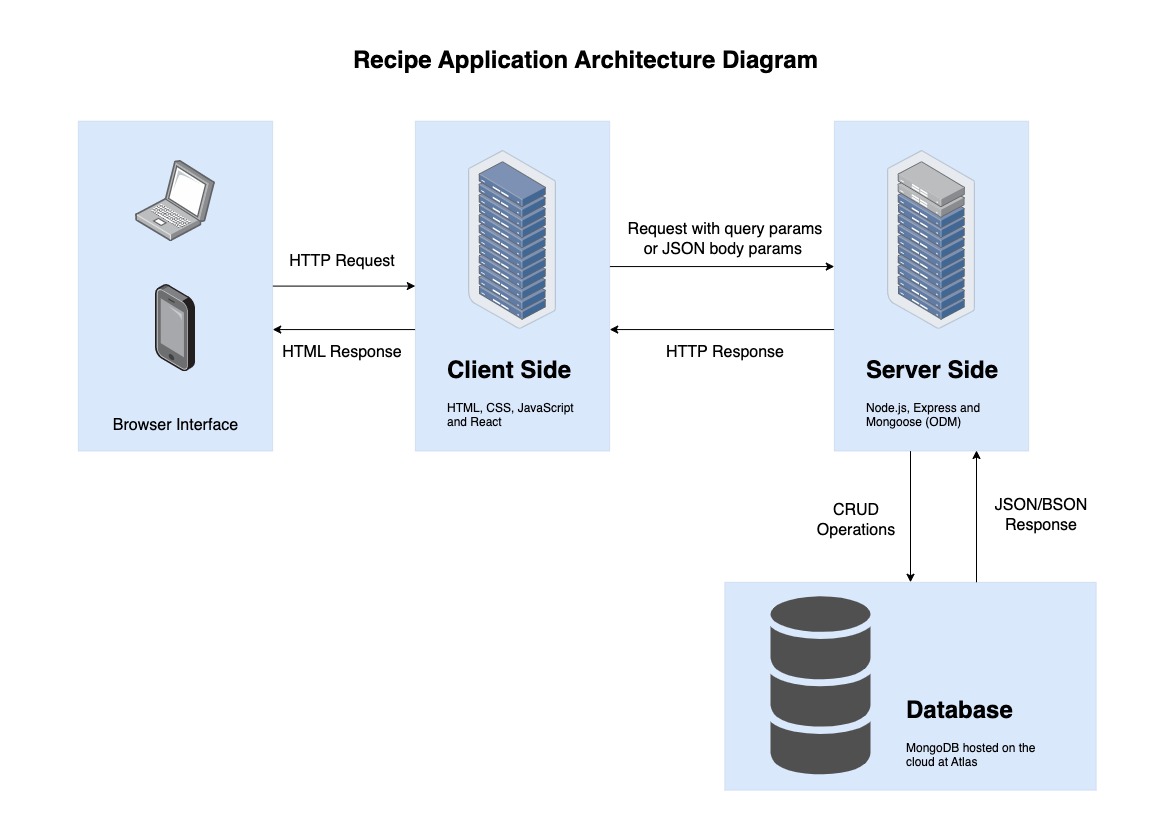 Recipe Application Architecture Diagram
HTTP Request
HTML Response
Browser Interface
Client Side
HTML, CSS, JavaScript
and React
Request with query params
or JSON body params
HTTP Response
Server Side
Node.js, Express and
Mongoose (ODM)
CRUD
Operations
JSON/BSON
Response
Database
MongoDB hosted on the
cloud at Atlas